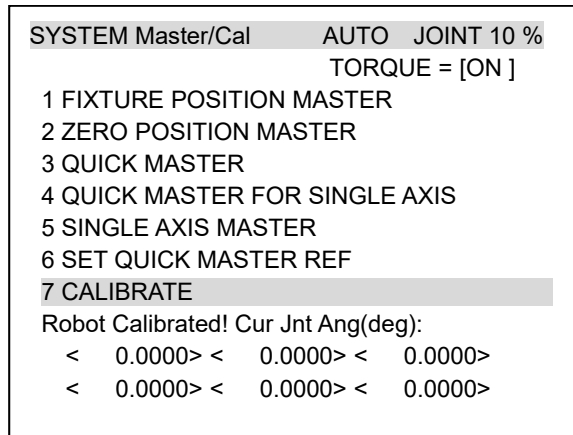 SYSTEM Master/Cal AUTO JOINT 10 %
TORQUE = [ON ]
1 FIXTURE POSITION MASTER
2 ZERO POSITION MASTER
3 QUICK MASTER
4 QUICK MASTER FOR SINGLE AXIS
5 SINGLE AXIS MASTER
6 SET QUICK MASTER REF
7 CALIBRATE
Robot Calibrated! Cur Jnt Ang(deg):
< 0.0000> < 0.0000> < 0.0000>
< 0.0000> < 0.0000> < 0.0000>